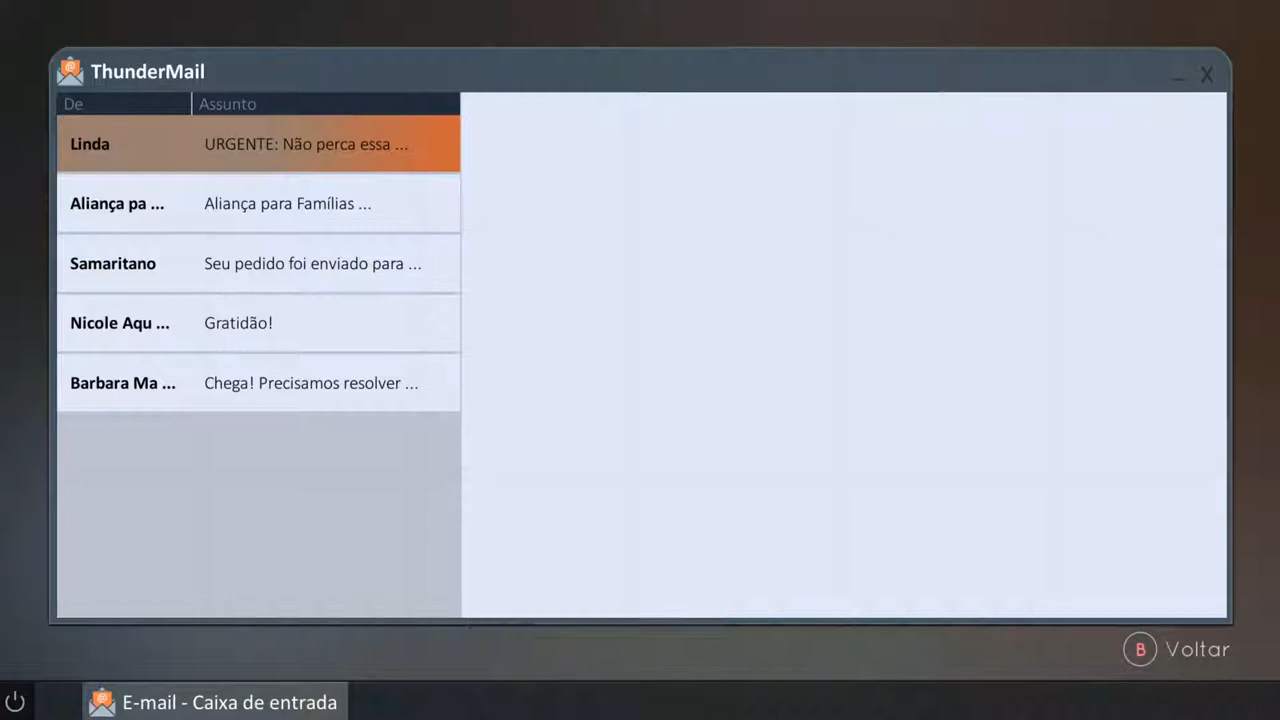 ThunderMail
_ X
De Assunto
Linda URGENTE: Não perca essa ...
Aliança pa ... Aliança para Famílias ...
Samaritano Seu pedido foi enviado para ...
Nicole Aqu ... Gratidão!
Barbara Ma ... Chega! Precisamos resolver ...
B Voltar
E-mail - Caixa de entrada